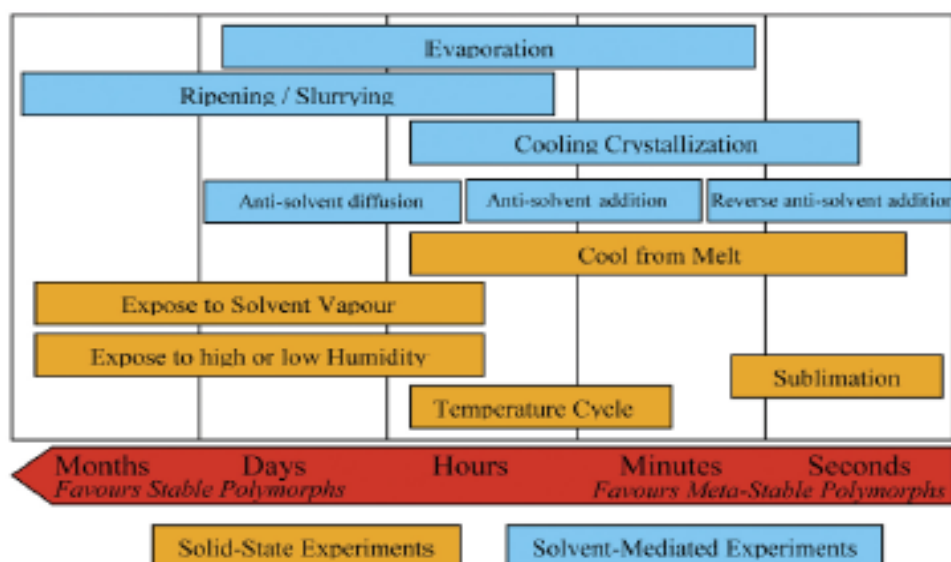 Evaporation
Ripening / Slurrying
Cooling Crystallization
Anti-solvent diffusion
Anti-solvent addition
Reverse anti-solvent addition
Cool from Melt
Expose to Solvent Vapour
Expose to high or low Humidity
Sublimation
Temperature Cycle
Months Days Hours Minutes Seconds
Favours Stable Polymorphs Favours Meta-Stable Polymorphs
Solid-State Experiments Solvent-Mediated Experiments